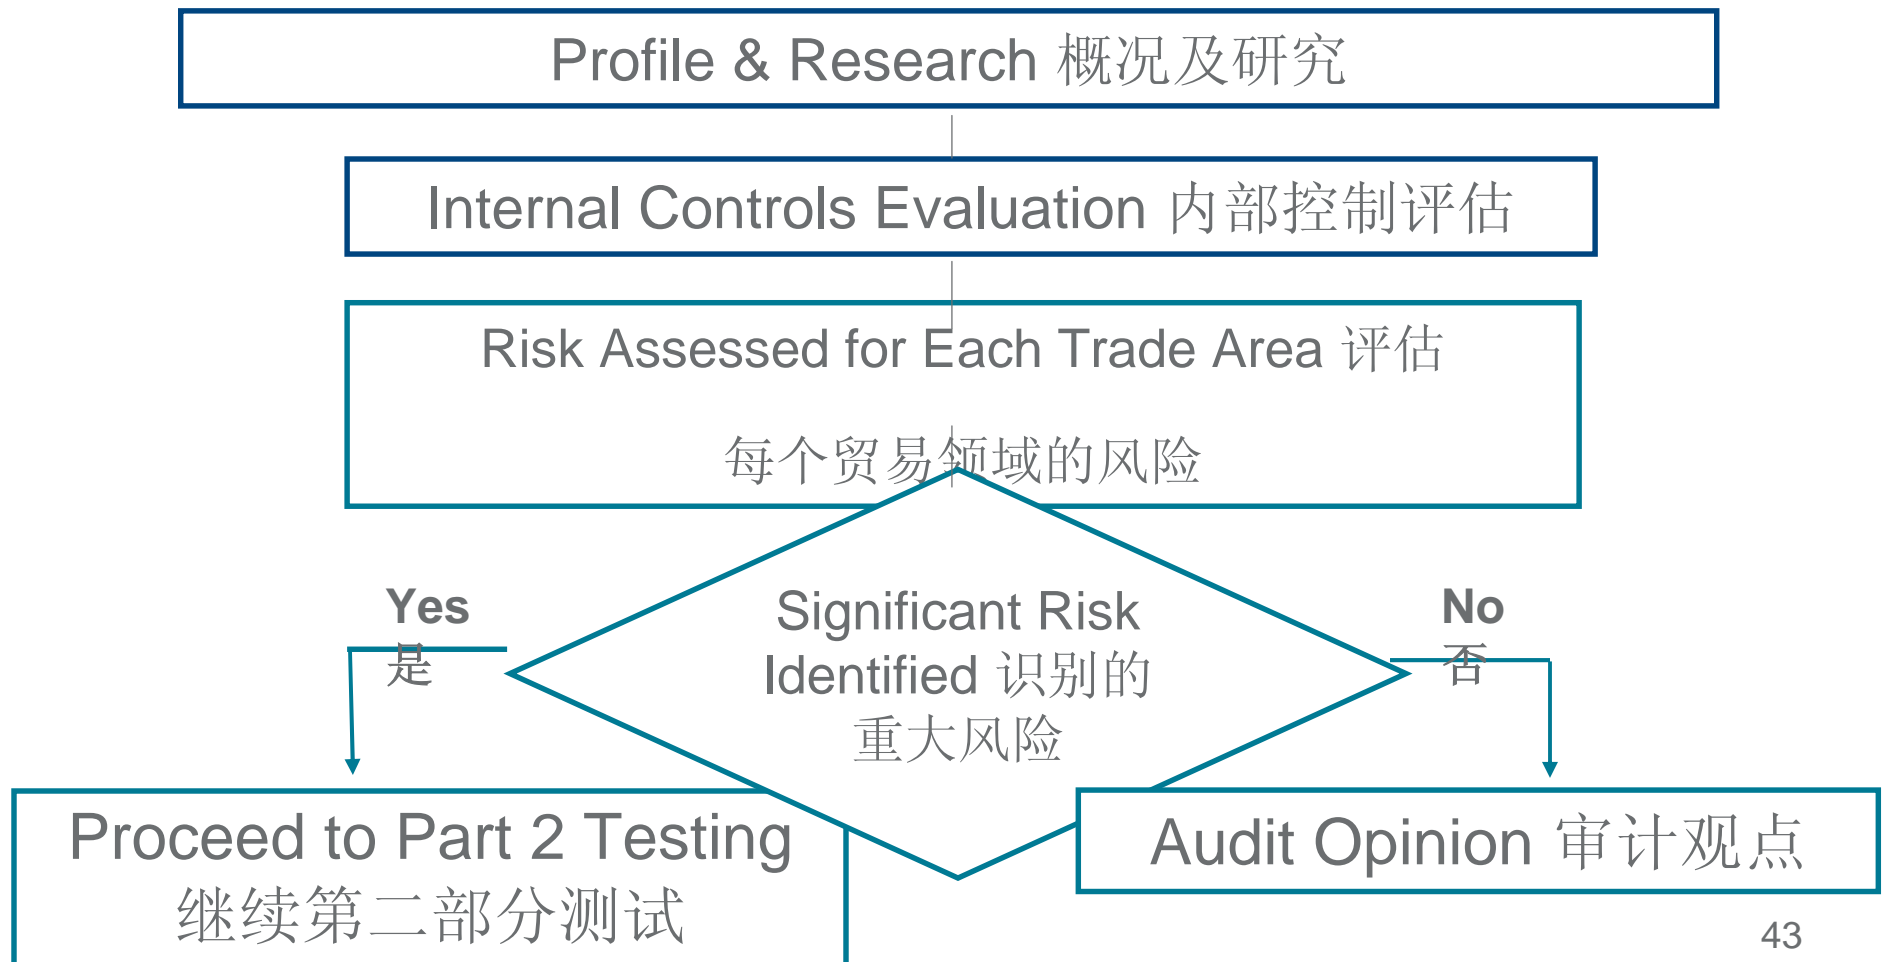 Profile & Research 概况及研究
Internal Controls Evaluation 内部控制评估
Risk Assessed for Each Trade Area 评估
每个贸易领域的风险
Yes
是
Significant Risk
Identified 识别的
重大风险
No
否
Proceed to Part 2 Testing
继续第二部分测试
Audit Opinion 审计观点
43